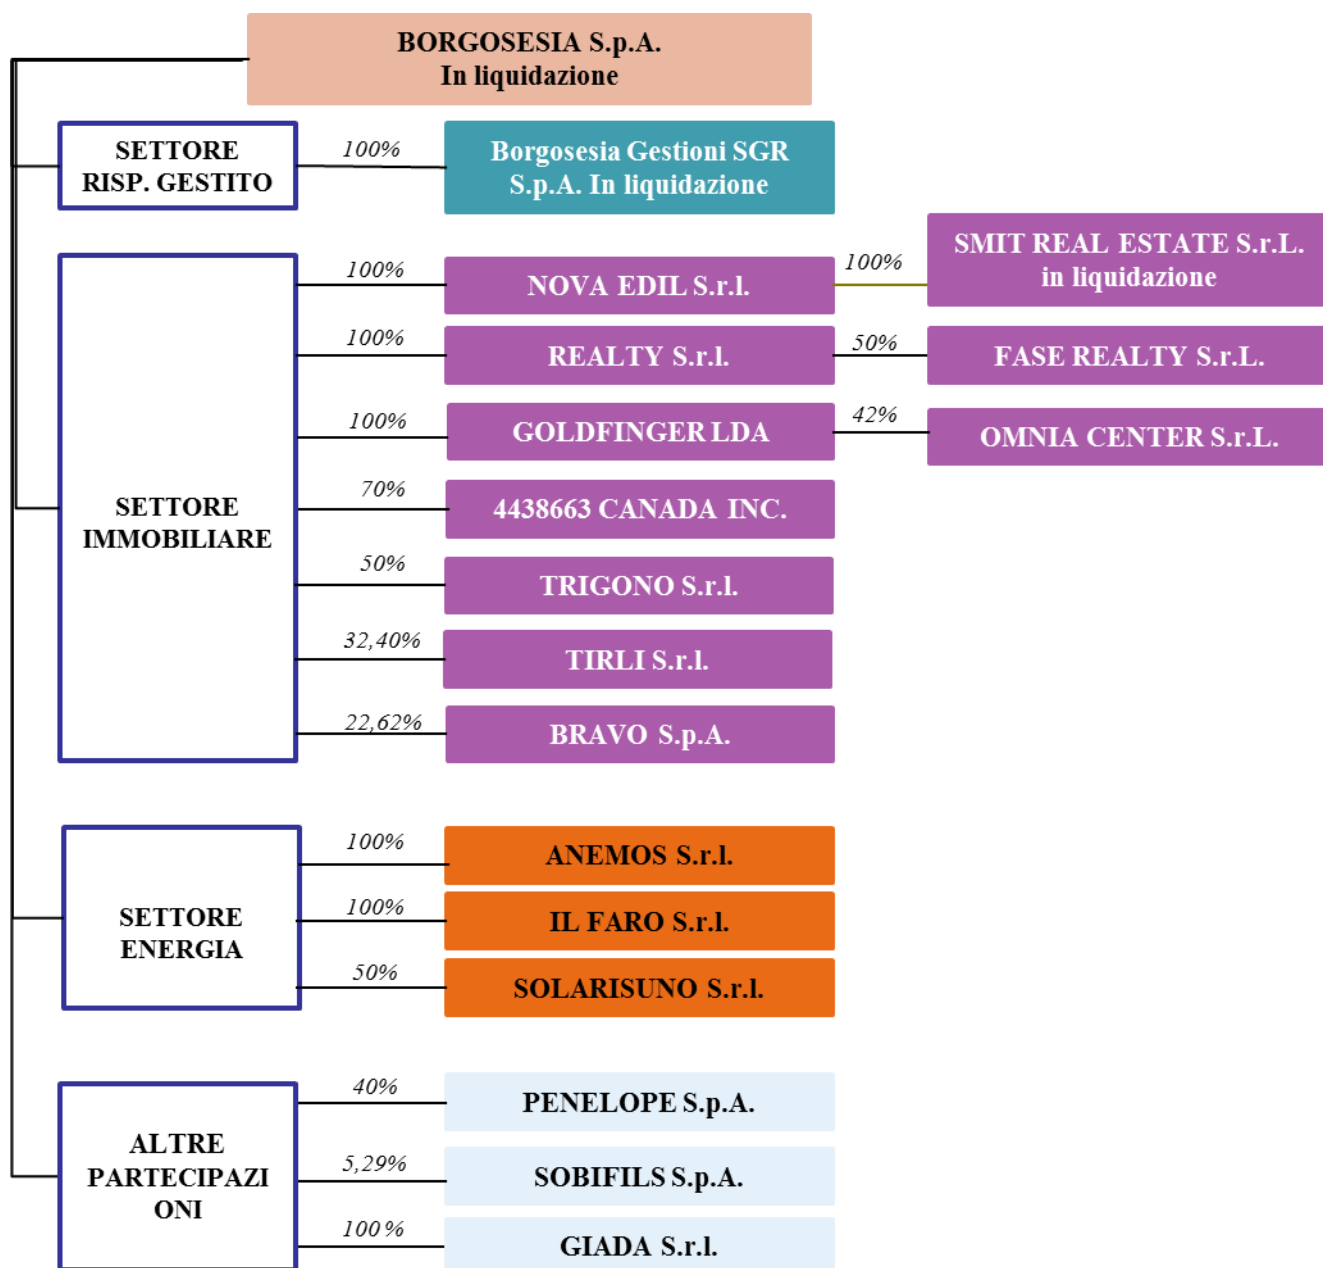 BORGOSESIA S.p.A.
In liquidazione
SETTORE
RISP. GESTITO
100%
Borgosesia Gestioni SGR
S.p.A. In liquidazione
SETTORE
IMMOBILIARE
100%
NOVA EDIL S.r.l.
100%
SMIT REAL ESTATE S.r.L.
in liquidazione
100%
REALTY S.r.l.
50%
FASE REALTY S.r.L.
100%
GOLDFINGER LDA
42%
OMNIA CENTER S.r.L.
70%
4438663 CANADA INC.
50%
TRIGONO S.r.l.
32,40%
TIRLI S.r.l.
22,62%
BRAVO S.p.A.
SETTORE
ENERGIA
100%
ANEMOS S.r.l.
100%
IL FARO S.r.l.
50%
SOLARISUNO S.r.l.
ALTRE
PARTECIPAZI
ONI
40%
PENELOPE S.p.A.
5,29%
SOBIFILS S.p.A.
100%
GIADA S.r.l.